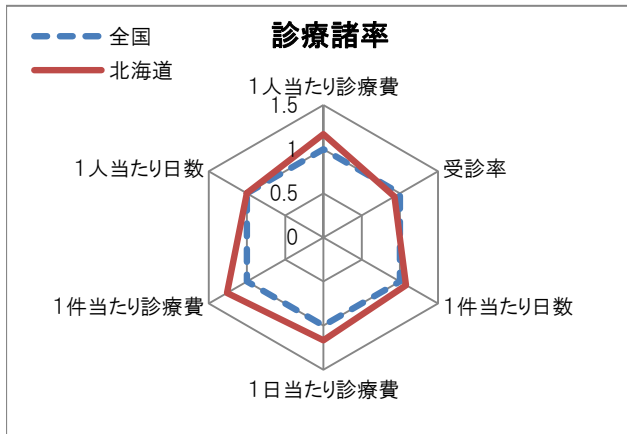 診療諸率
全国
北海道
1人当たり診療費
1.5
1人当たり日数
1
受診率
0.5
0
1件当たり診療費
1件当たり日数
1日当たり診療費